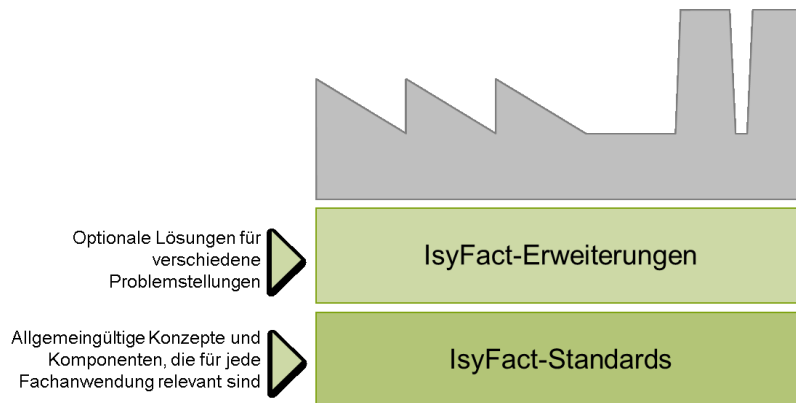 Optionale Lösungen für
verschiedene
Problemstellungen
IsyFact-Erweiterungen
Allgemeingültige Konzepte und
Komponenten, die für jede
Fachanwendung relevant sind
IsyFact-Standards